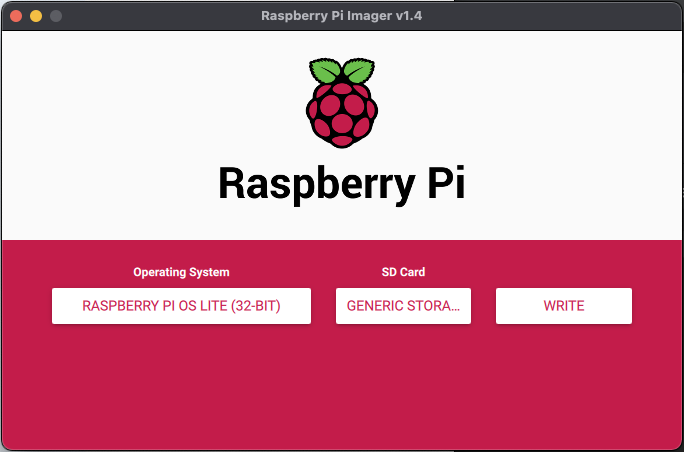 Raspberry Pi Imager v1.4
Raspberry Pi
Operating System
SD Card
RASPBERRY PI OS LITE (32-BIT)
GENERIC STORA...
WRITE